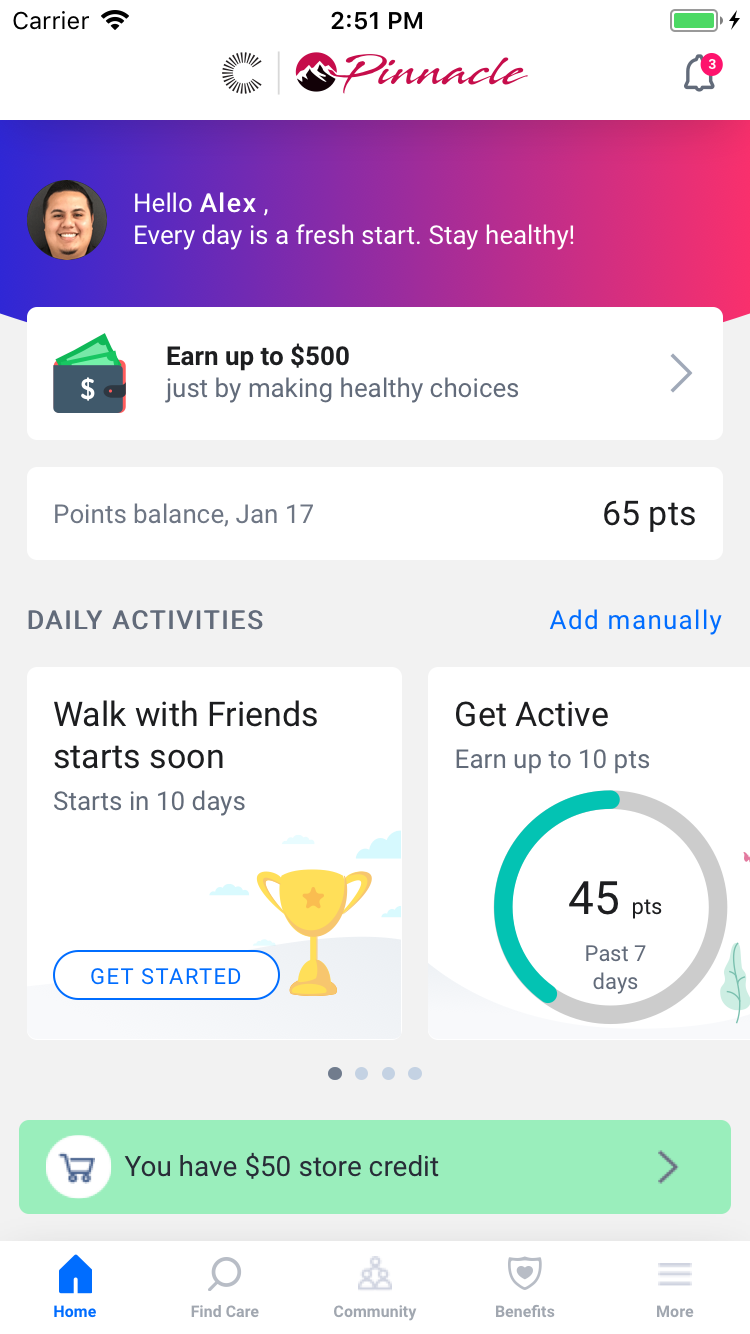 Carrier 2:51 PM
Pinnacle
3
Hello Alex ,
Every day is a fresh start. Stay healthy!
$
Earn up to $500
just by making healthy choices
Points balance, Jan 17 65 pts
DAILY ACTIVITIES Add manually
Walk with Friends
starts soon
Starts in 10 days
GET STARTED
Get Active
Earn up to 10 pts
45 pts
Past 7
days
You have $50 store credit
Home Find Care Community Benefits More